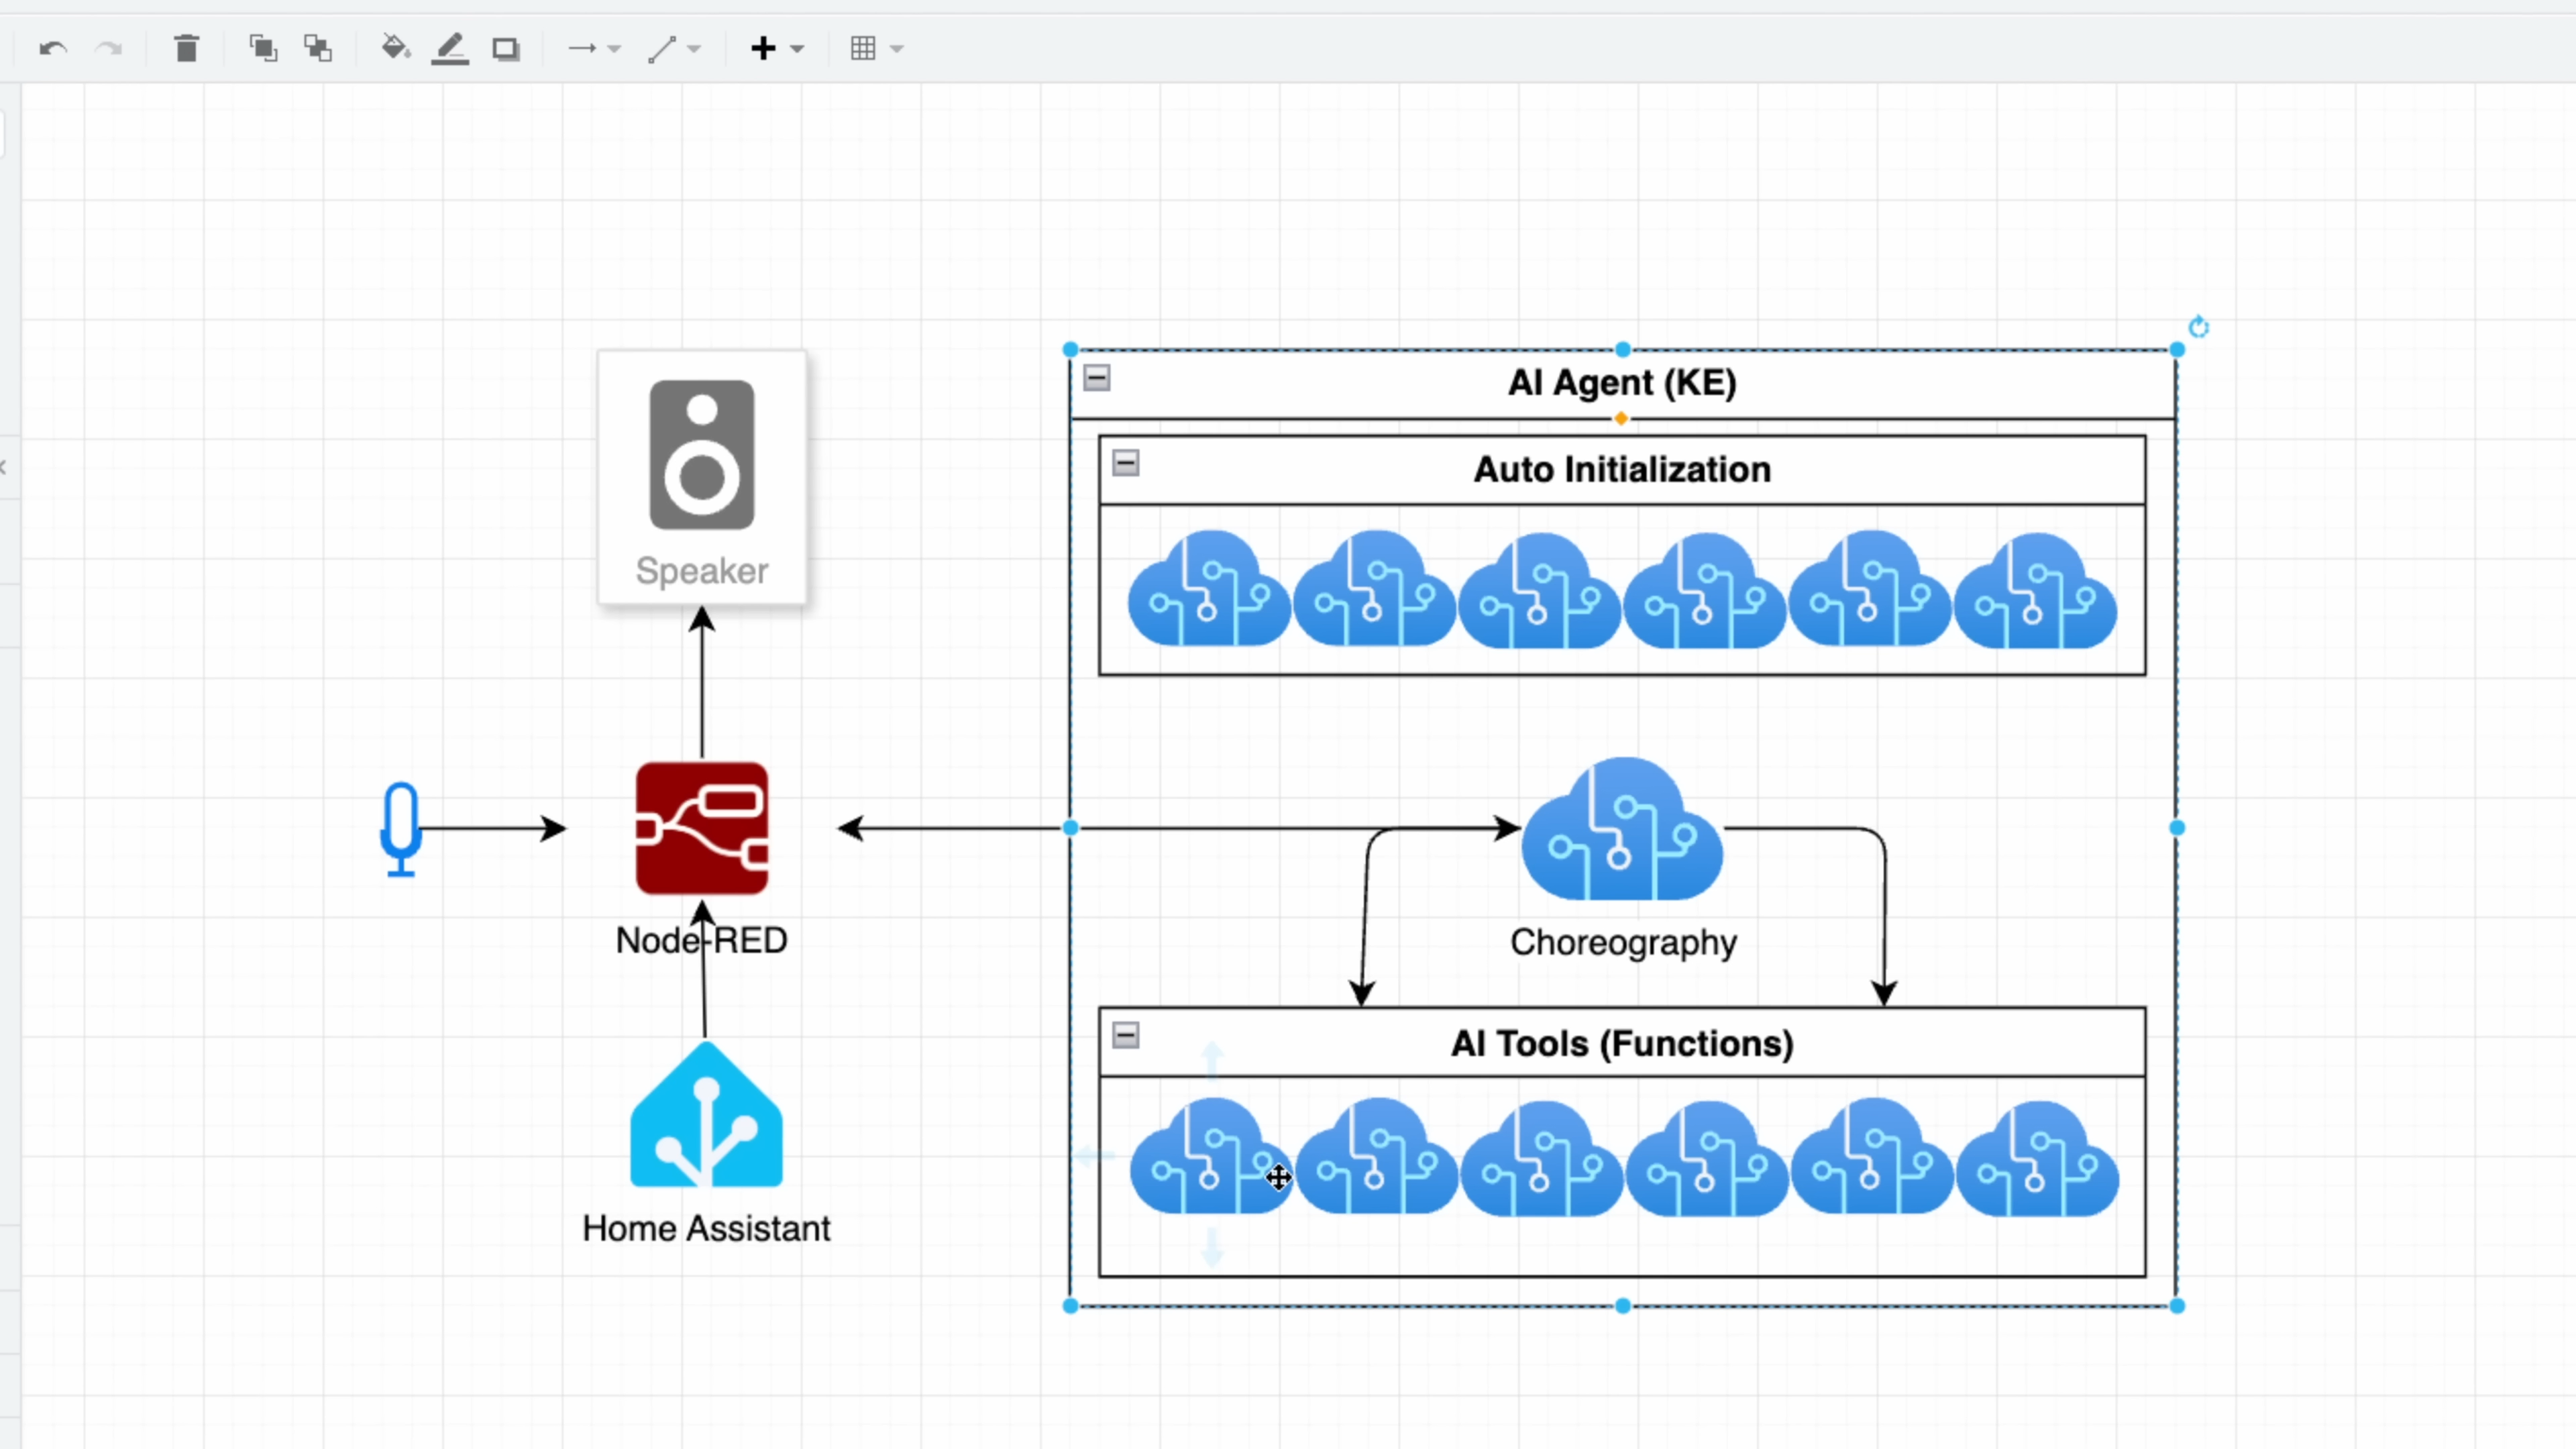 AI Agent (KE)
Auto Initialization
Speaker
Node-RED
Choreography
AI Tools (Functions)
Home Assistant